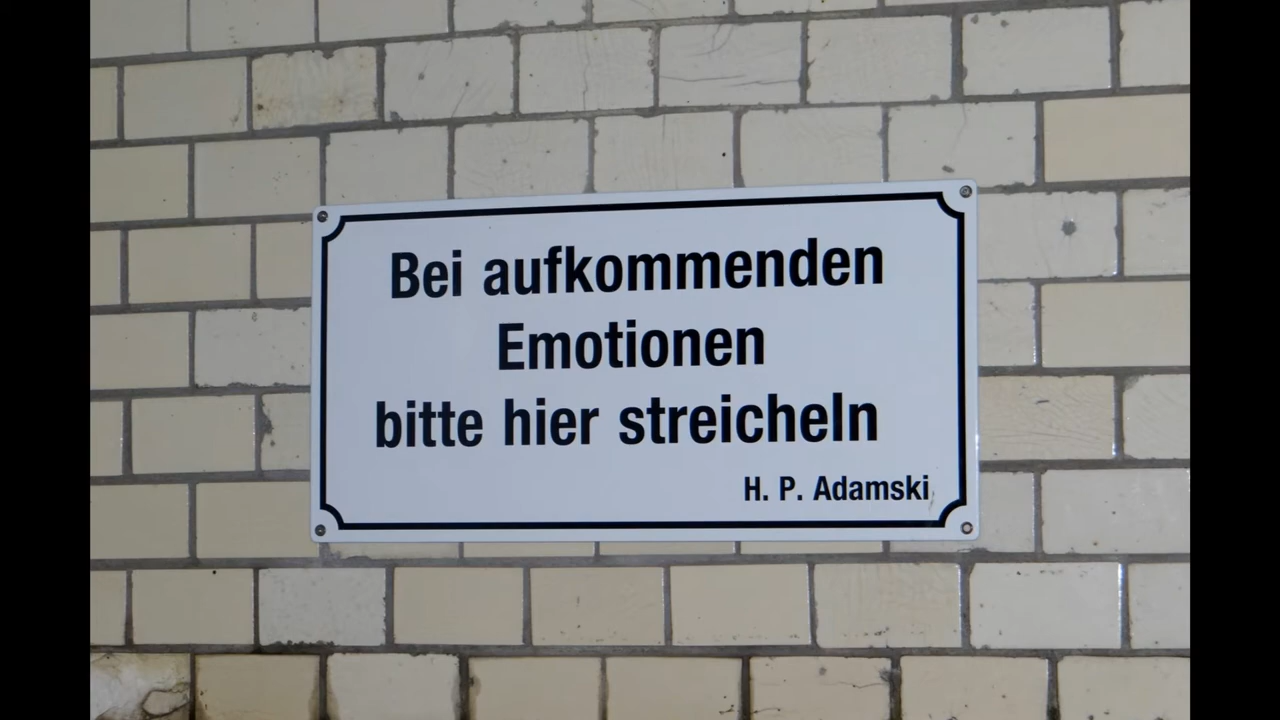 Bei aufkommenden
Emotionen
bitte hier streicheln
H. P. Adamski